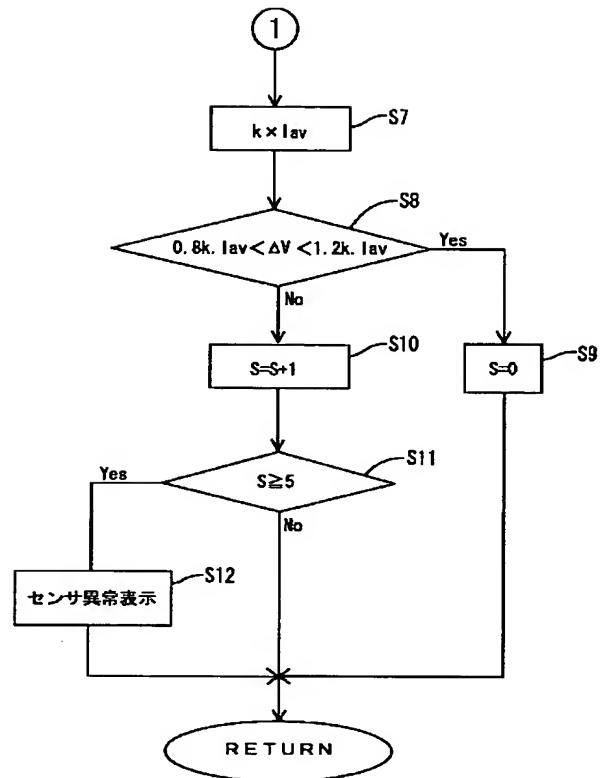 1
k×Iav
S7
S8
0.8k.Iav<ΔV<1.2k.Iav
Yes
No
S10
S=S+1
S9
S=0
S11
Yes
S≧5
No
S12
センサ異常表示
RETURN